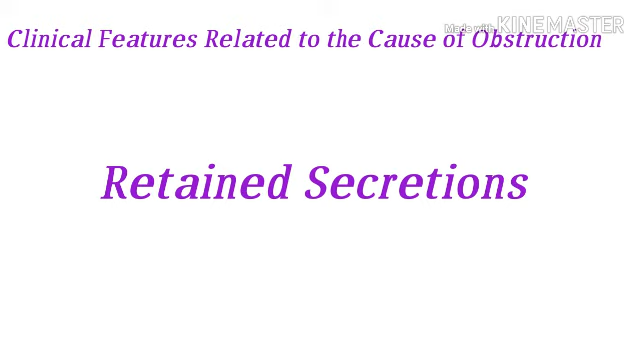 Made with KINEMASTER
Clinical Features Related to the Cause of Obstruction
Retained Secretions